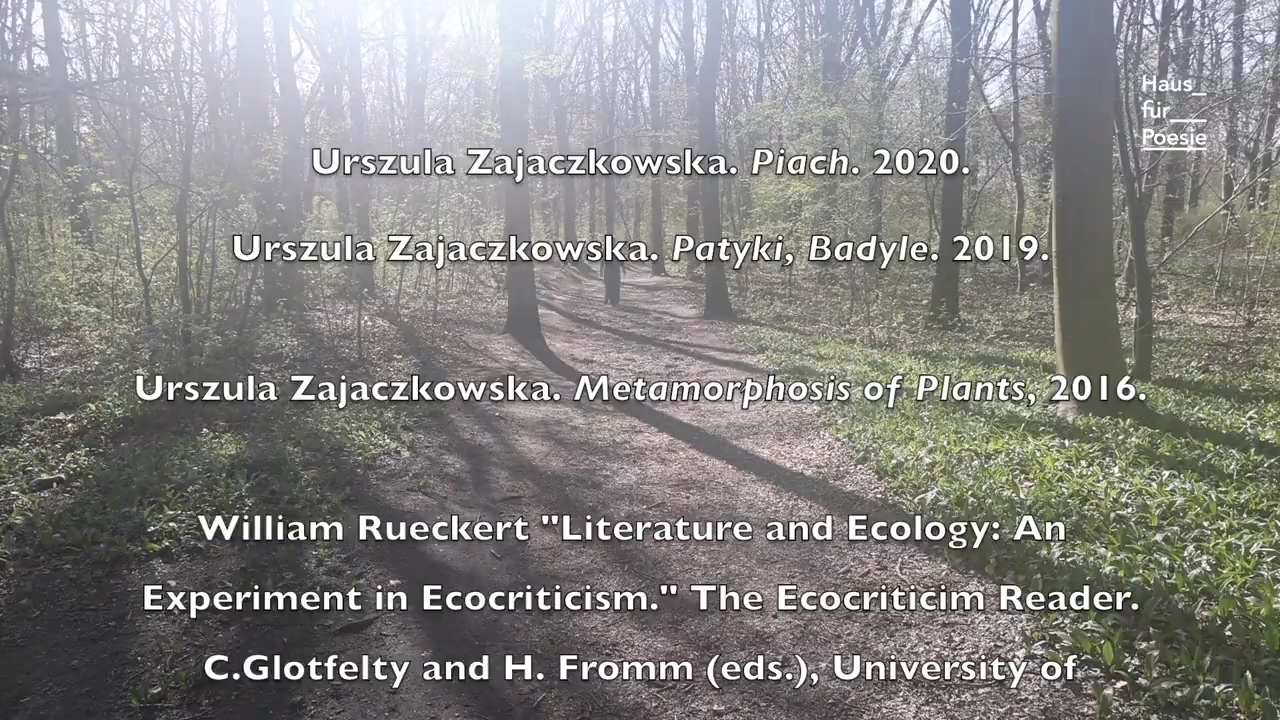 Haus_
für__
Poesie
Urszula Zajaczkowska. Piach. 2020.
Urszula Zajaczkowska. Patyki, Badyle. 2019.
Urszula Zajaczkowska. Metamorphosis of Plants, 2016.
William Rueckert "Literature and Ecology: An
Experiment in Ecocriticism." The Ecocriticim Reader.
C.Glotfelty and H. Fromm (eds.), University of